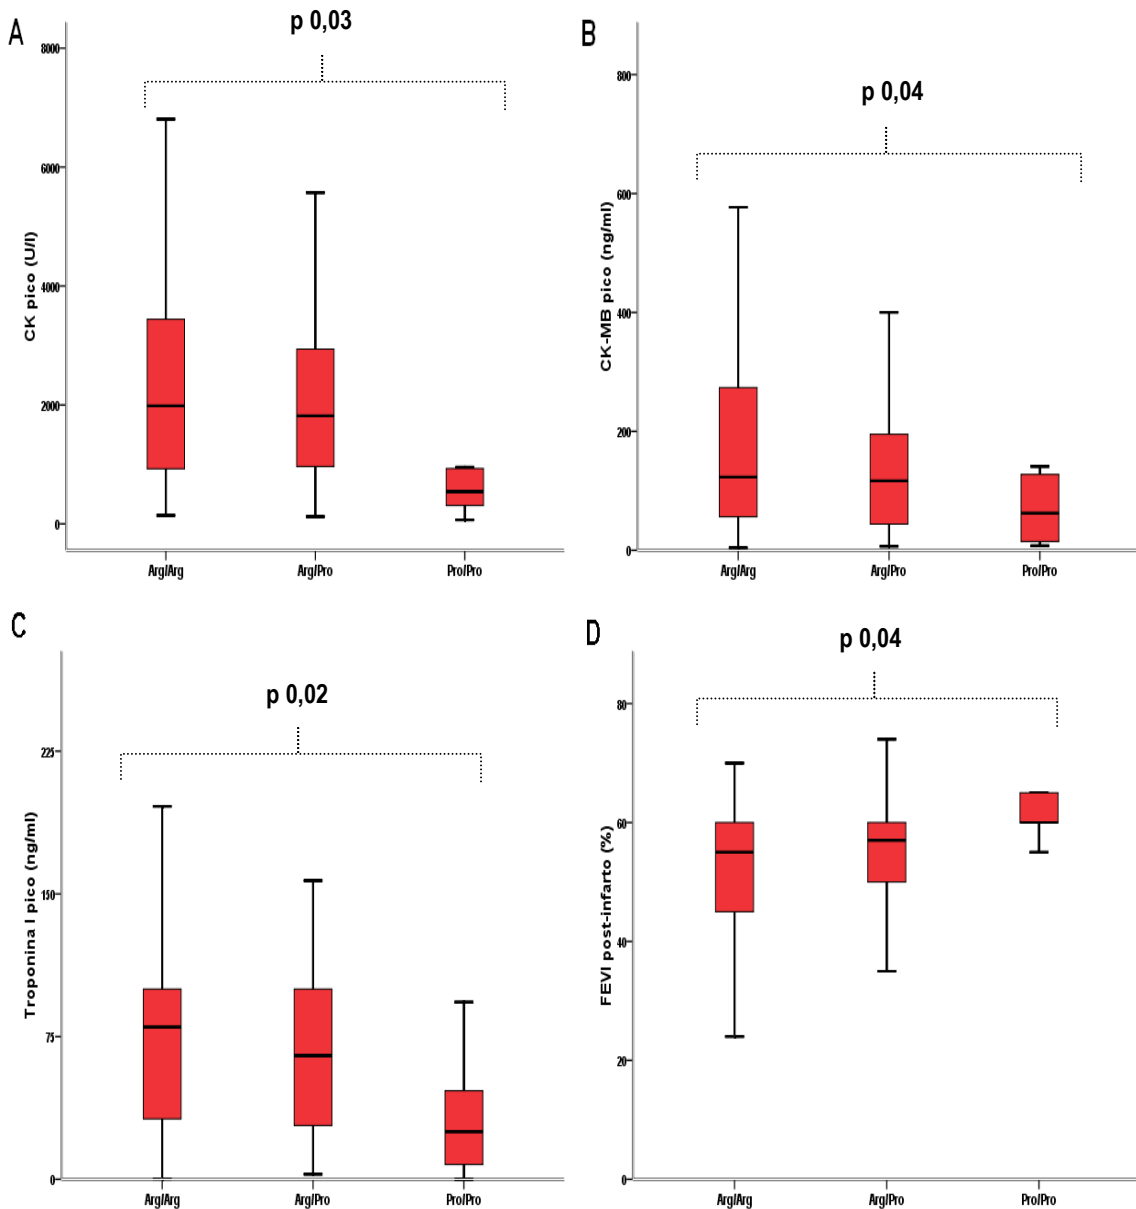 A
p 0,03
CK pico (U/l)
8000
6000
4000
2000
0
Arg/Arg
Arg/Pro
Pro/Pro
B
p 0,04
CK-MB pico (ng/ml)
800
600
400
200
0
Arg/Arg
Arg/Pro
Pro/Pro
C
p 0,02
Troponina I pico (ng/ml)
225
150
75
0
Arg/Arg
Arg/Pro
Pro/Pro
D
p 0,04
FEVI post-infarto (%)
80
60
40
20
0
Arg/Arg
Arg/Pro
Pro/Pro